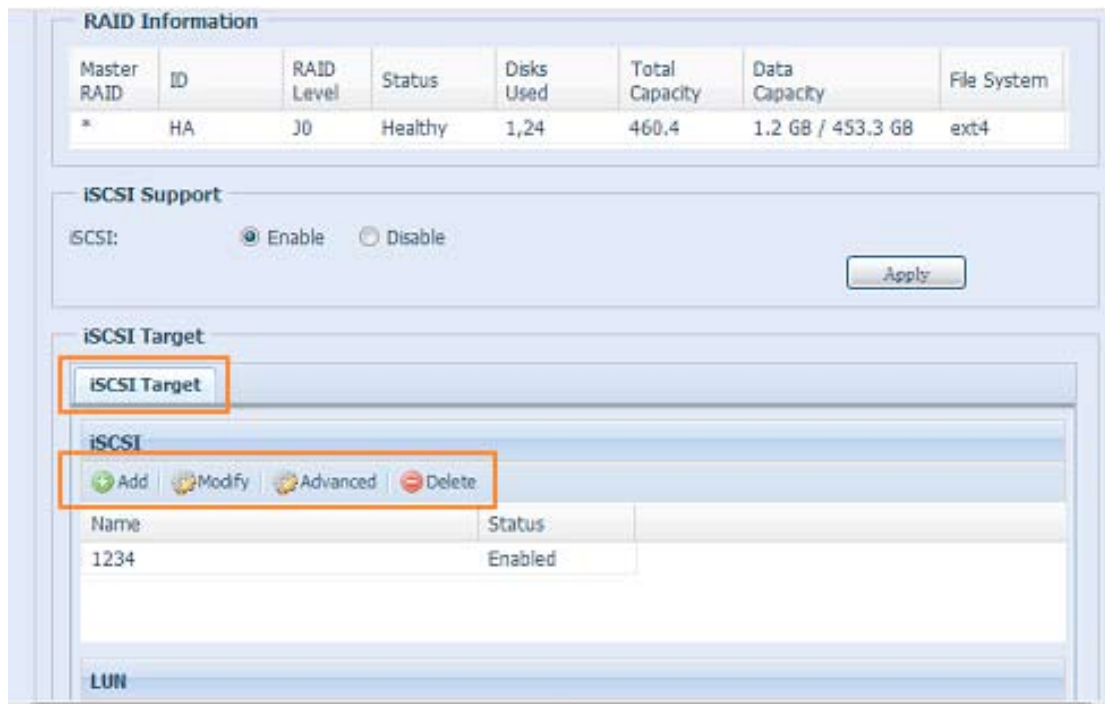 RAID Information
Master RAID ID RAID Level Status Disks Used Total Capacity Data Capacity File System
* HA J0 Healthy 1,24 460.4 1.2 GB / 453.3 GB ext4
iSCSI Support
iSCSI: Enable Disable
Apply
iSCSI Target
iSCSI Target
iSCSI
Add Modify Advanced Delete
Name Status
1234 Enabled
LUN